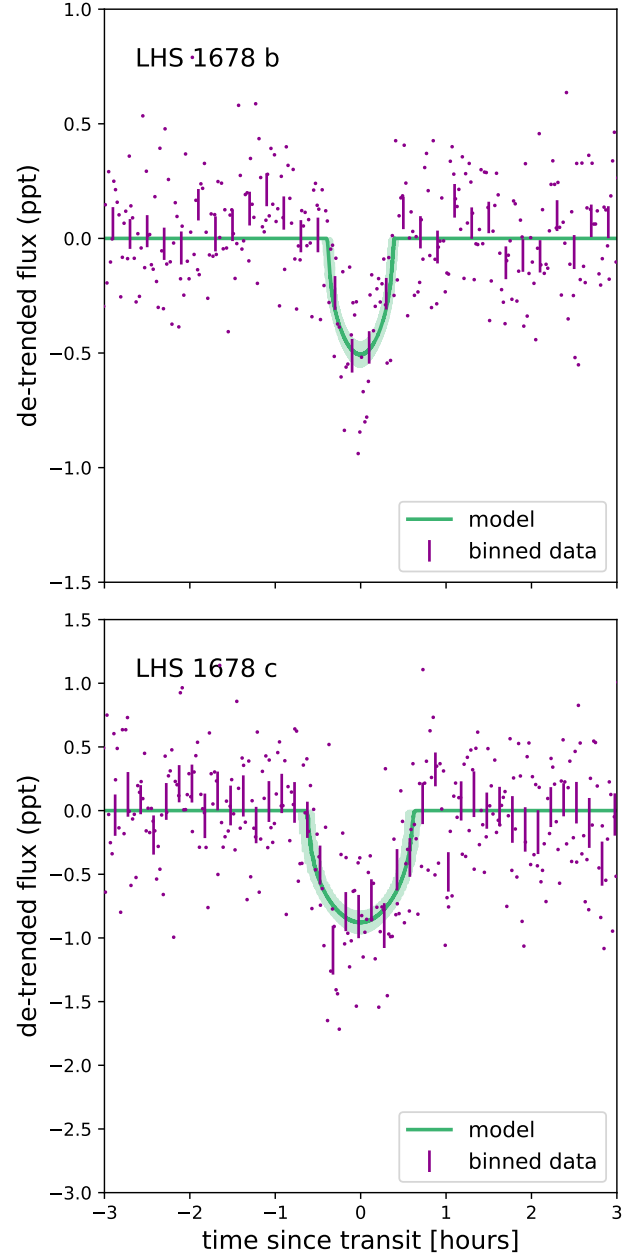 1.0
LHS 1678 b
0.5
0.0
−0.5
−1.0
−1.5
de-trended flux (ppt)
model
binned data
1.5
LHS 1678 c
1.0
0.5
0.0
−0.5
−1.0
−1.5
−2.0
−2.5
−3.0
de-trended flux (ppt)
model
binned data
−3 −2 −1 0 1 2 3
time since transit [hours]